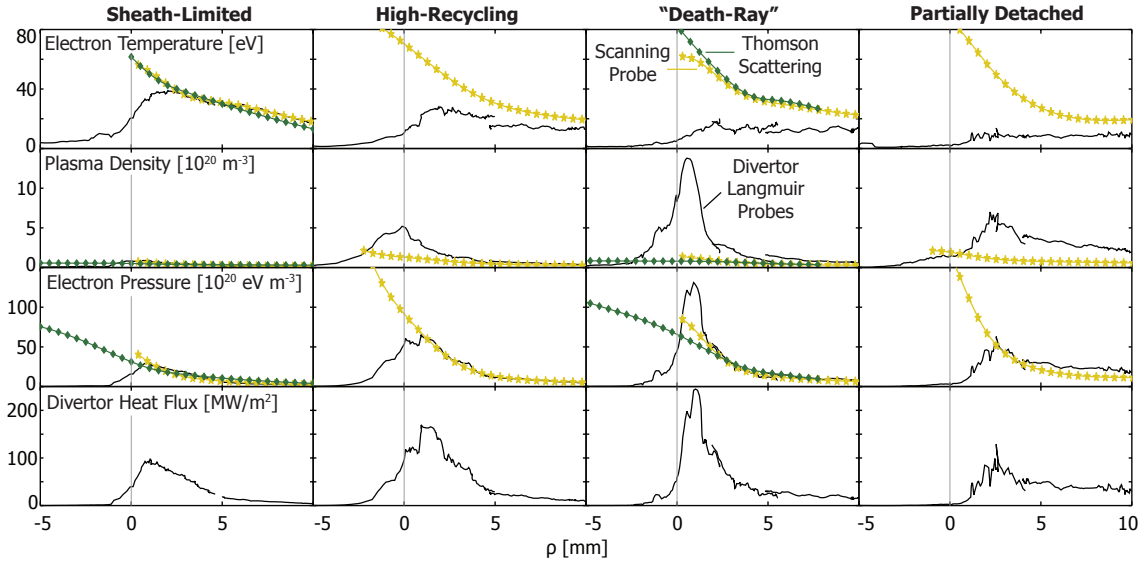 Sheath-Limited High-Recycling “Death-Ray” Partially Detached
80 Electron Temperature [eV] Scanning Probe Thomson Scattering
40
0
Plasma Density [10²⁰ m⁻³] Divertor Langmuir Probes
10
5
0
Electron Pressure [10²⁰ eV m⁻³]
100
50
0
Divertor Heat Flux [MW/m²]
200
100
0
-5 0 5 -5 0 5 -5 0 5 -5 0 5 10
ρ [mm]